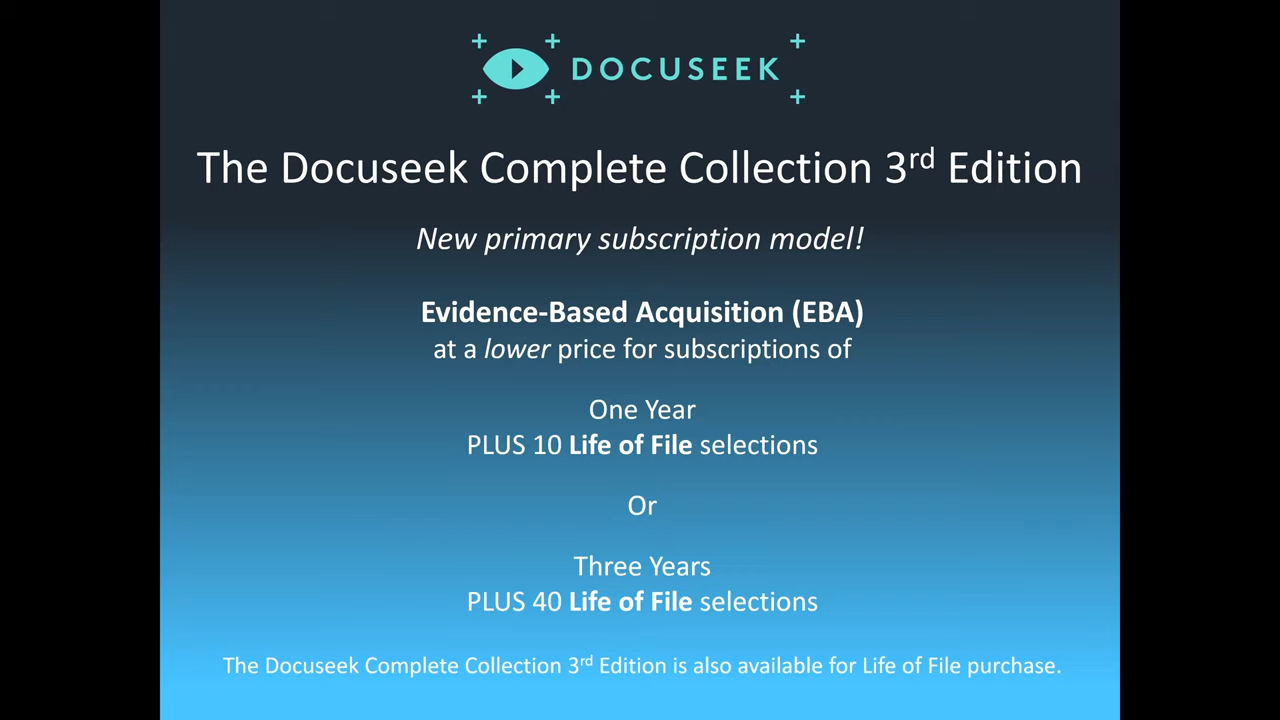 DOCUSEEK
The Docuseek Complete Collection 3rd Edition
New primary subscription model!
Evidence-Based Acquisition (EBA)
at a lower price for subscriptions of
One Year
PLUS 10 Life of File selections
Or
Three Years
PLUS 40 Life of File selections
The Docuseek Complete Collection 3rd Edition is also available for Life of File purchase.